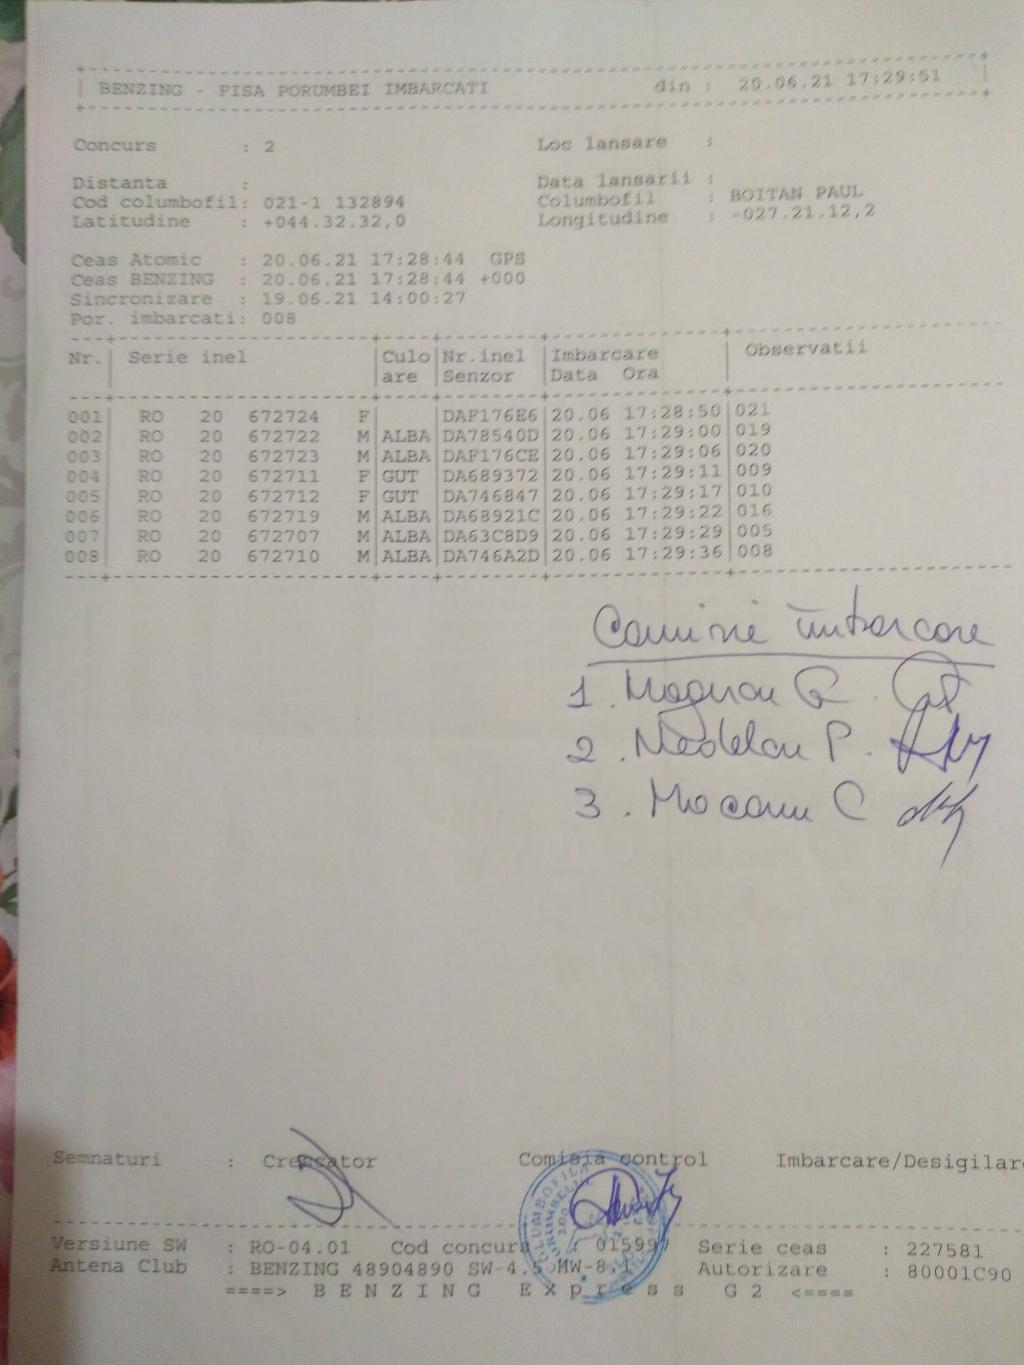 BENZING - FISA PORUMBEI IMBARCATI din : 20.06.21 17:29:51
Concurs : 2 Loc lansare :
Distanta : Data lansarii :
Cod columbofil: 021-1 132894 Columbofil : BOITAN PAUL
Latitudine : +044.32.32,0 Longitudine : -027.21.12,2
Ceas Atomic : 20.06.21 17:28:44 GPS
Ceas BENZING : 20.06.21 17:28:44 +000
Sincronizare : 19.06.21 14:00:27
Por. imbarcati: 008
Nr. Serie inel Culo Nr.inel Imbarcare Observatii
are Senzor Data Ora
001 RO 20 672724 F DAF176E6 20.06 17:28:50 021
002 RO 20 672722 M ALBA DA78540D 20.06 17:29:00 019
003 RO 20 672723 M ALBA DAF176CE 20.06 17:29:06 020
004 RO 20 672711 F GUT DA689372 20.06 17:29:11 009
005 RO 20 672712 F GUT DA746847 20.06 17:29:17 010
006 RO 20 672719 M ALBA DA68921C 20.06 17:29:22 016
007 RO 20 672707 M ALBA DA63C8D9 20.06 17:29:29 005
008 RO 20 672710 M ALBA DA746A2D 20.06 17:29:36 008
îmbarcare
1.
2.
3. Mocanu C
Semnaturi : Crescator Comisia control Imbarcare/Desigilare
Versiune SW : RO-04.01 Cod concurs : 015997 Serie ceas : 227581
Antena Club : BENZING 48904890 SW-4.5 HW-8.1 Autorizare : 80001C90
====> BENZING Express G2 <====